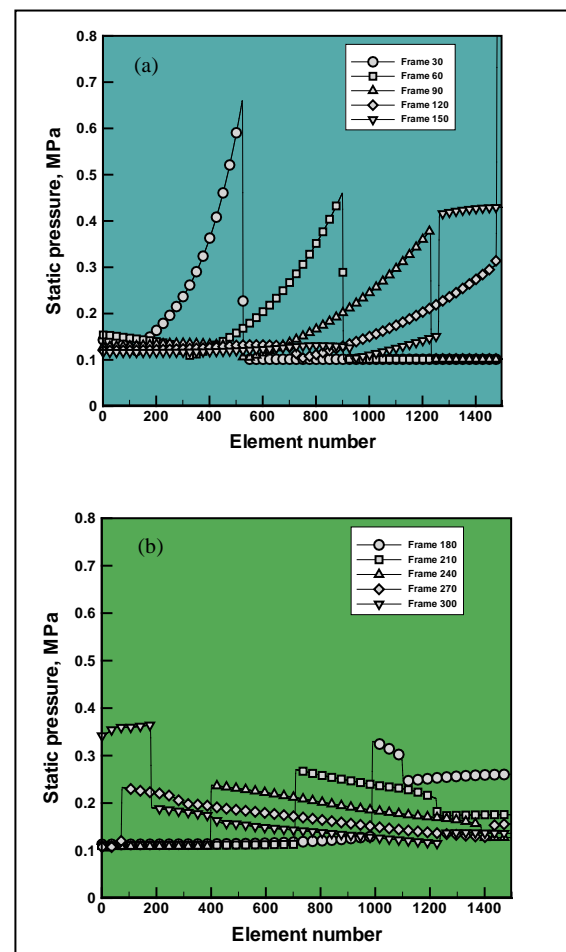 (a)
Frame 30
Frame 60
Frame 90
Frame 120
Frame 150
Static pressure, MPa
0.8
0.7
0.6
0.5
0.4
0.3
0.2
0.1
0
0 200 400 600 800 1000 1200 1400
Element number
(b)
Frame 180
Frame 210
Frame 240
Frame 270
Frame 300
Static pressure, MPa
0.8
0.7
0.6
0.5
0.4
0.3
0.2
0.1
0
0 200 400 600 800 1000 1200 1400
Element number